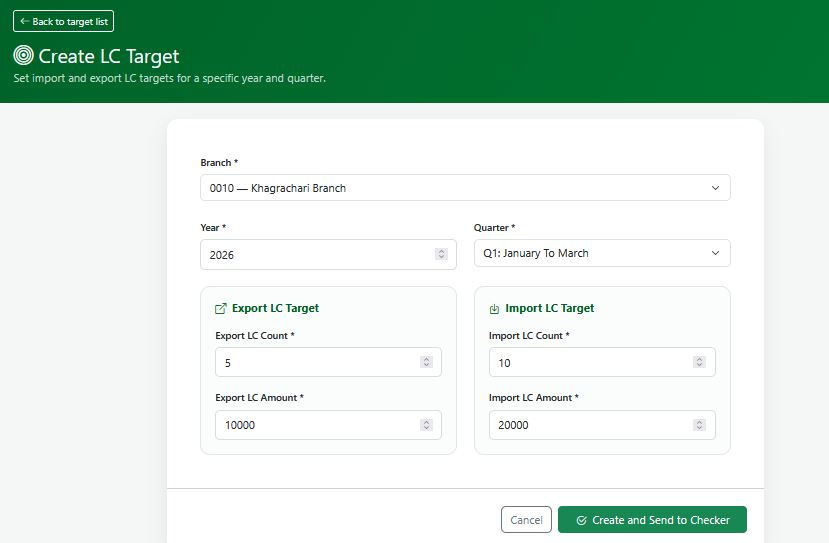 ← Back to target list
Create LC Target
Set import and export LC targets for a specific year and quarter.
Branch *
0010 — Khagrachari Branch
Year *
Quarter *
2026
Q1: January To March
Export LC Target
Import LC Target
Export LC Count *
Import LC Count *
5
10
Export LC Amount *
Import LC Amount *
10000
20000
Cancel
Create and Send to Checker